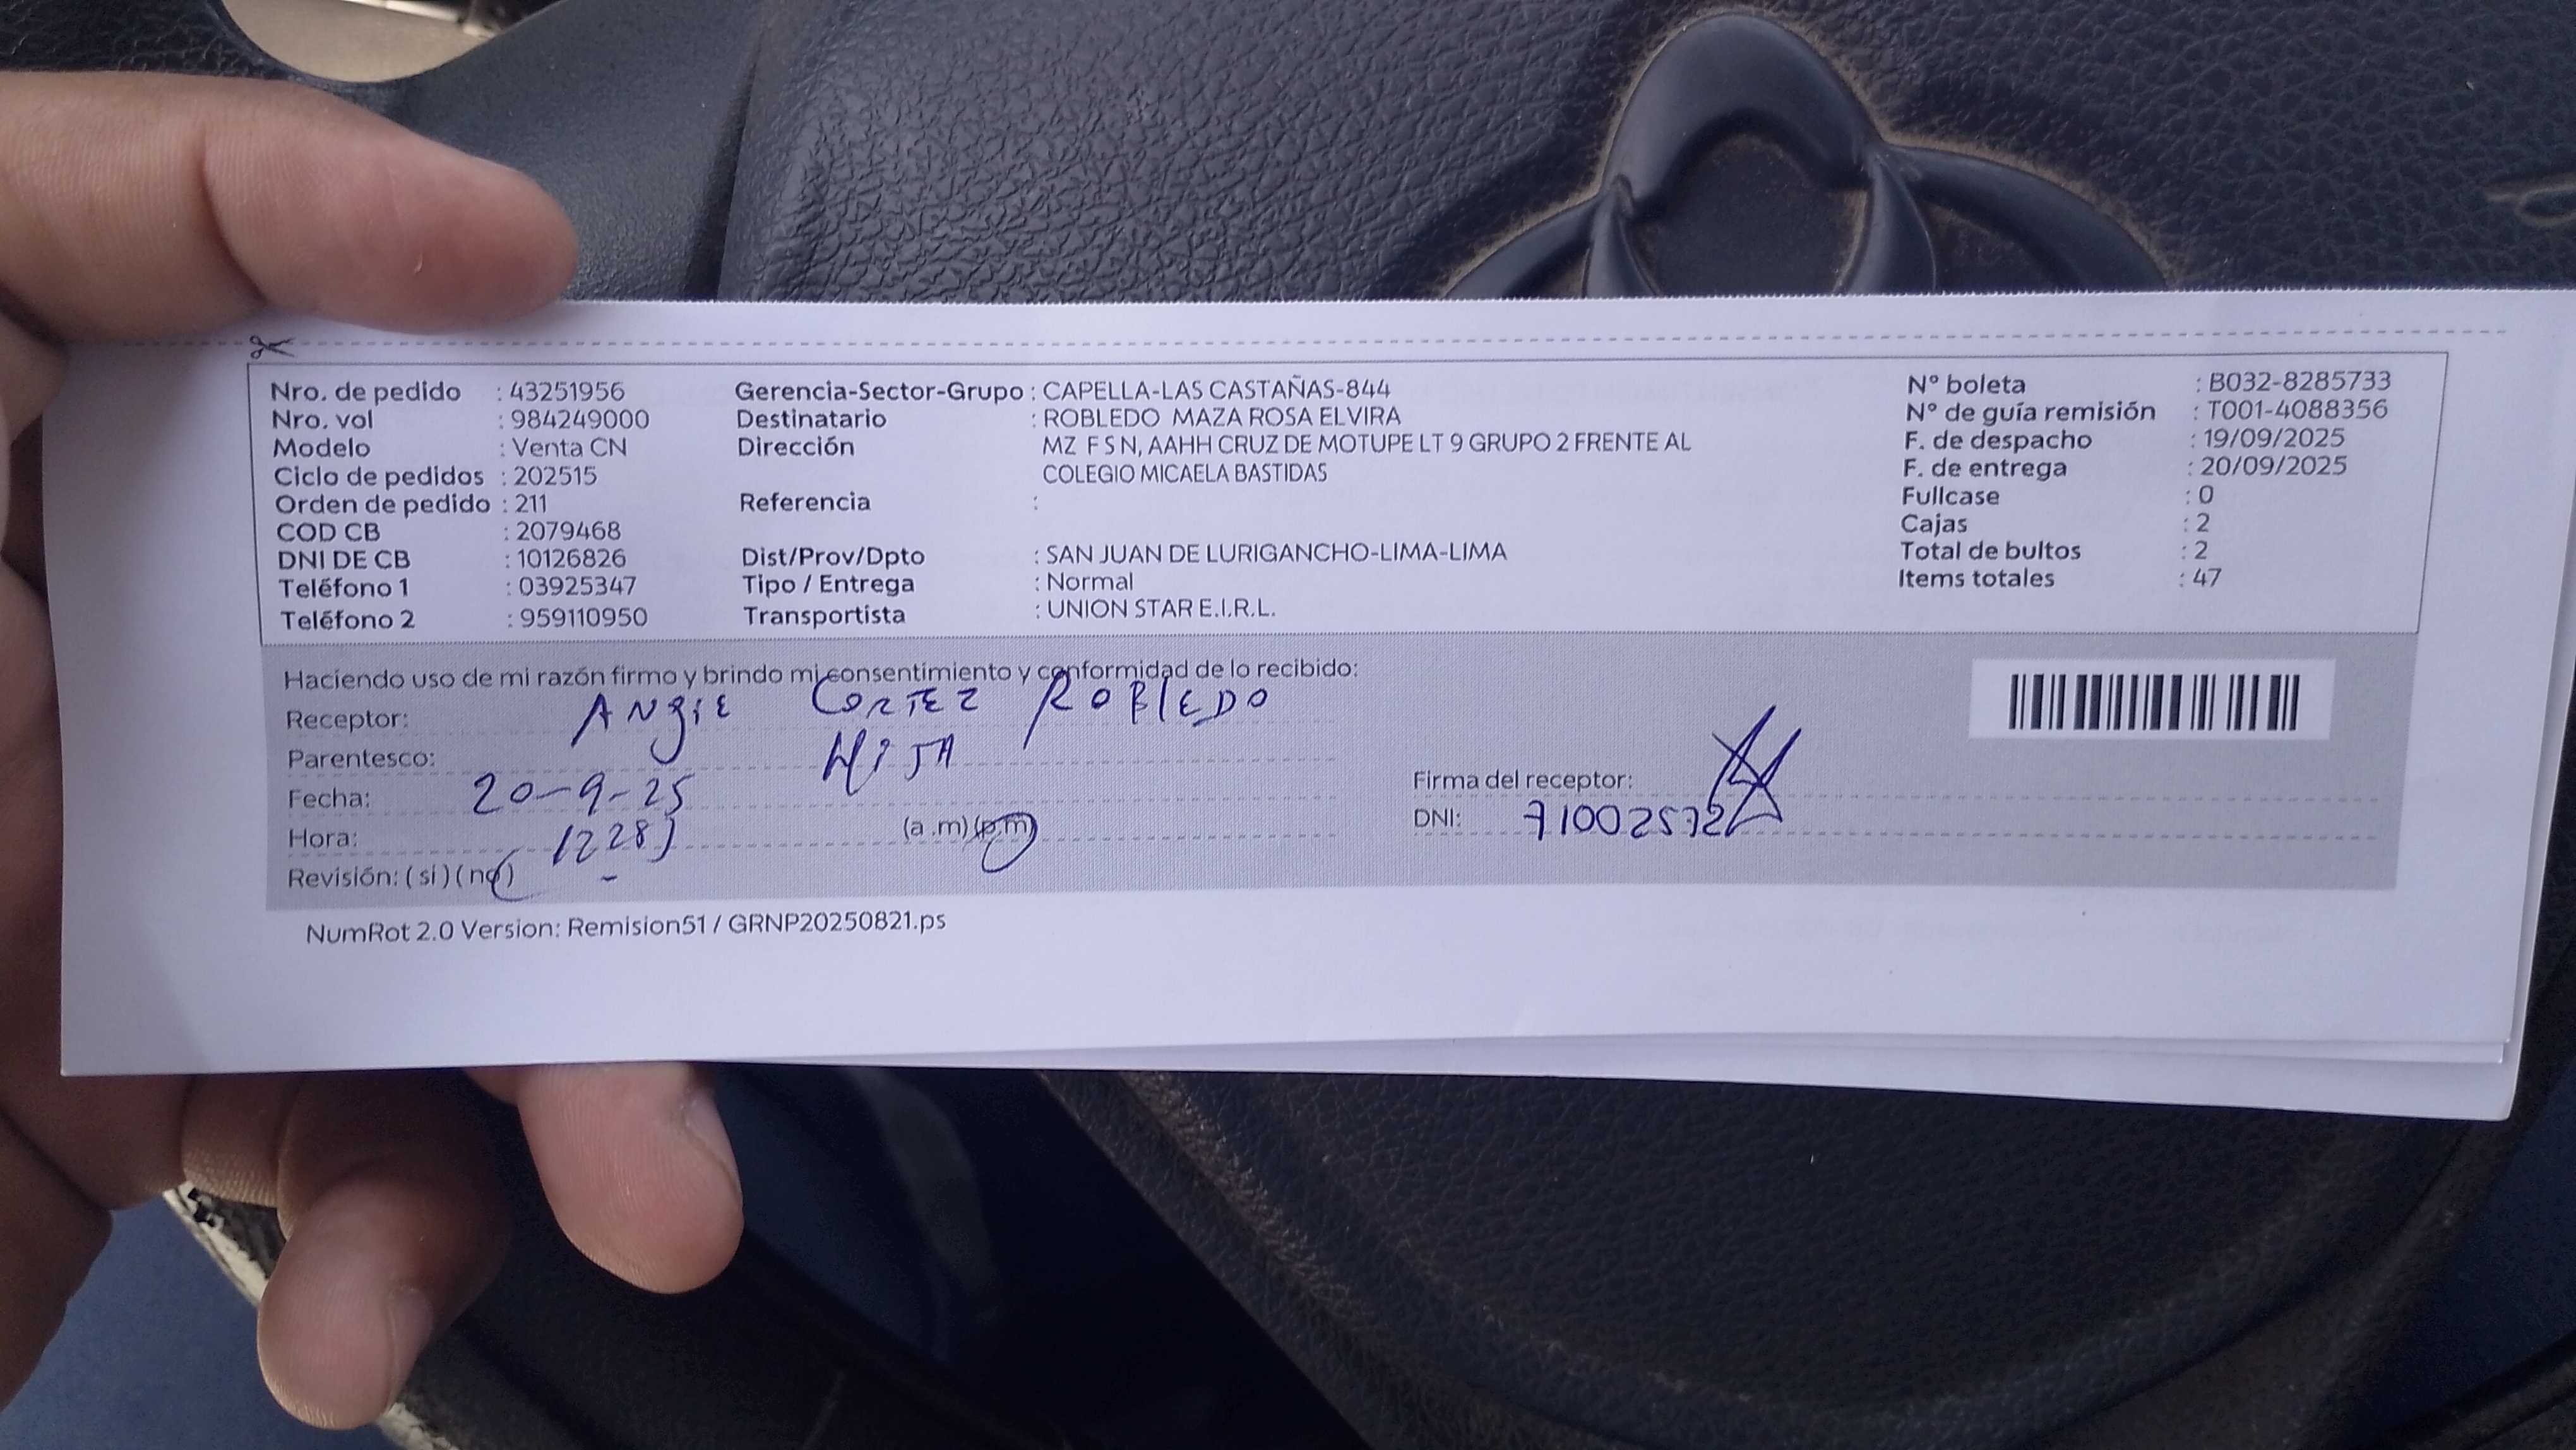 Nro. de pedido : 43251956
Nro. vol : 984249000
Modelo : Venta CN
Ciclo de pedidos : 202515
Orden de pedido : 211
COD CB : 2079468
DNI DE CB : 10126826
Teléfono 1 : 03925347
Teléfono 2 : 959110950
Gerencia-Sector-Grupo : CAPELLA-LAS CASTAÑAS-844
Destinatario : ROBLEDO MAZA ROSA ELVIRA
Dirección MZ F S N, AAHH CRUZ DE MOTUPE LT 9 GRUPO 2 FRENTE AL
COLEGIO MICAELA BASTIDAS
Referencia :
Dist/Prov/Dpto : SAN JUAN DE LURIGANCHO-LIMA-LIMA
Tipo / Entrega : Normal
Transportista : UNION STAR E.I.R.L.
N° boleta : B032-8285733
N° de guía remisión : T001-4088356
F. de despacho : 19/09/2025
F. de entrega : 20/09/2025
Fullcase : 0
Cajas : 2
Total de bultos : 2
Items totales : 47
Haciendo uso de mi razón firmo y brindo mi consentimiento y conformidad de lo recibido:
Receptor: ANgiE CORTEZ ROBlEDO
Parentesco: HiJA
Fecha: 20-9-25
Hora: (a .m) (p.m)
Revisión: ( si ) ( no )
Firma del receptor:
DNI: 71002572
NumRot 2.0 Version: Remision51 / GRNP20250821.ps